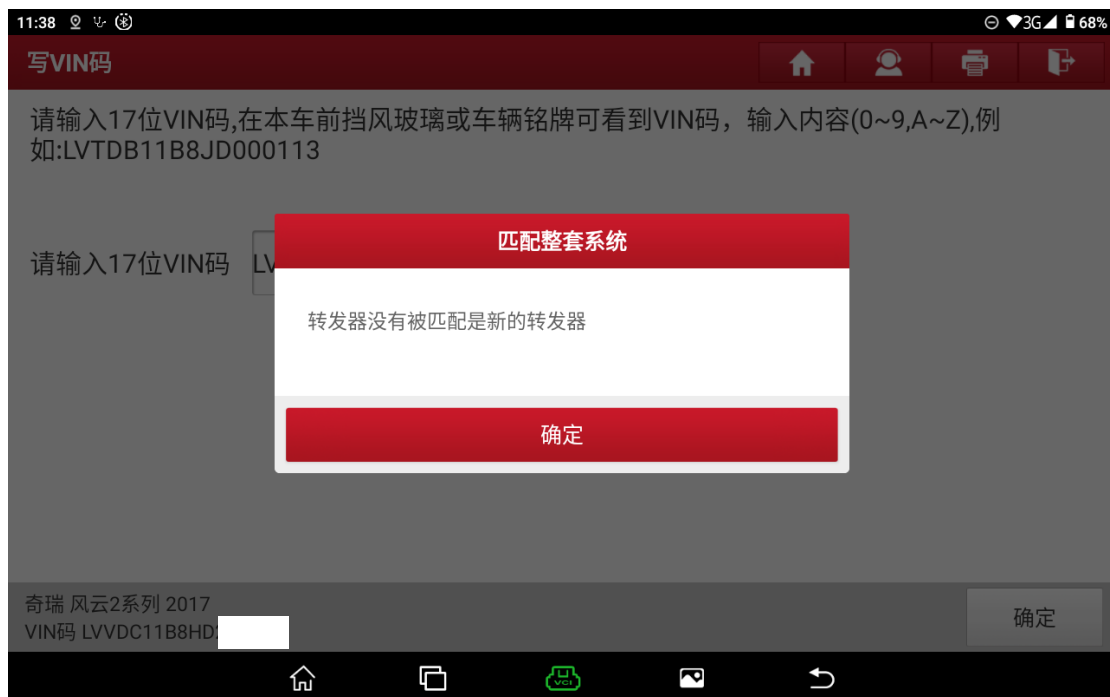 11:38 3G 68%
写VIN码
请输入17位VIN码,在本车前挡风玻璃或车辆铭牌可看到VIN码，输入内容(0~9,A~Z),例
如:LVTDB11B8JD000113
匹配整套系统
请输入17位VIN码 LV
转发器没有被匹配是新的转发器
确定
奇瑞 风云2系列 2017
VIN码 LVVDC11B8HD
确定
VCI